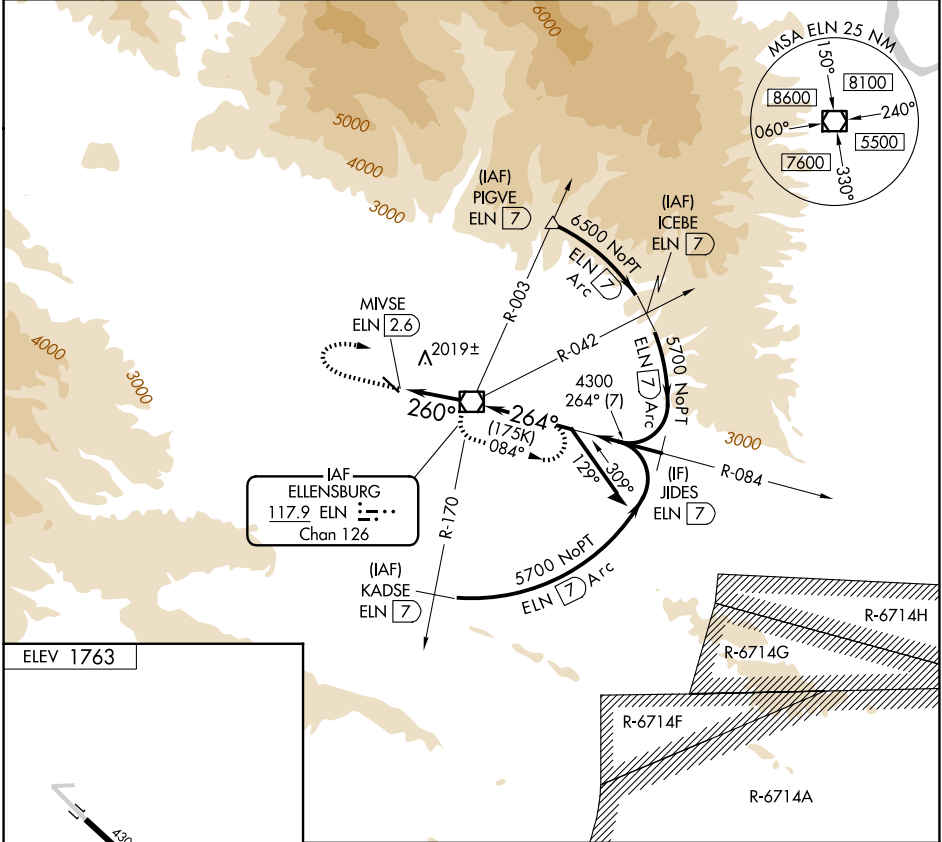 6000
5000
4000
3000
MSA ELN 25 NM
150°
8100
8600
240°
060°
5500
7600
330°
(IAF)
PIGVE
ELN 7
6500 NoPT
ELN 7
Arc
(IAF)
ICEBE
ELN 7
R-003
R-042
MIVSE
ELN 2.6
2019±
4000
3000
5700 NoPT
ELN 7 Arc
4300
264° (7)
260°
264°
(175K)
084°
129°
309°
3000
R-084
(IF)
JIDES
ELN 7
IAF
ELLENSBURG
117.9 ELN
Chan 126
R-170
(IAF)
KADSE
ELN 7
5700 NoPT
ELN 7 Arc
R-6714H
R-6714G
R-6714F
R-6714A
ELEV 1763
430